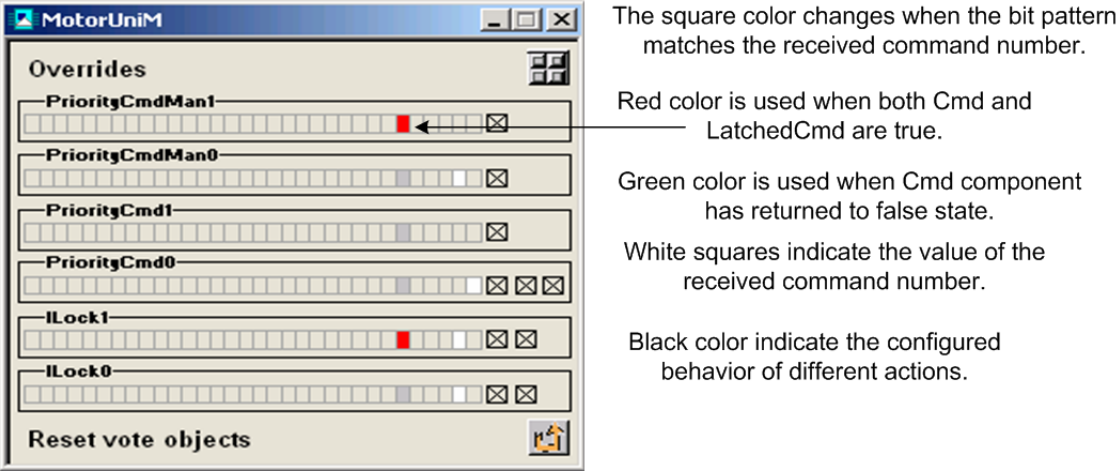 MotorUniM
Overrides
PriorityCmdMan1
PriorityCmdMan0
PriorityCmd1
PriorityCmd0
ILock1
ILock0
Reset vote objects
The square color changes when the bit pattern
matches the received command number.
Red color is used when both Cmd and
LatchedCmd are true.
Green color is used when Cmd component
has returned to false state.
White squares indicate the value of the
received command number.
Black color indicate the configured
behavior of different actions.